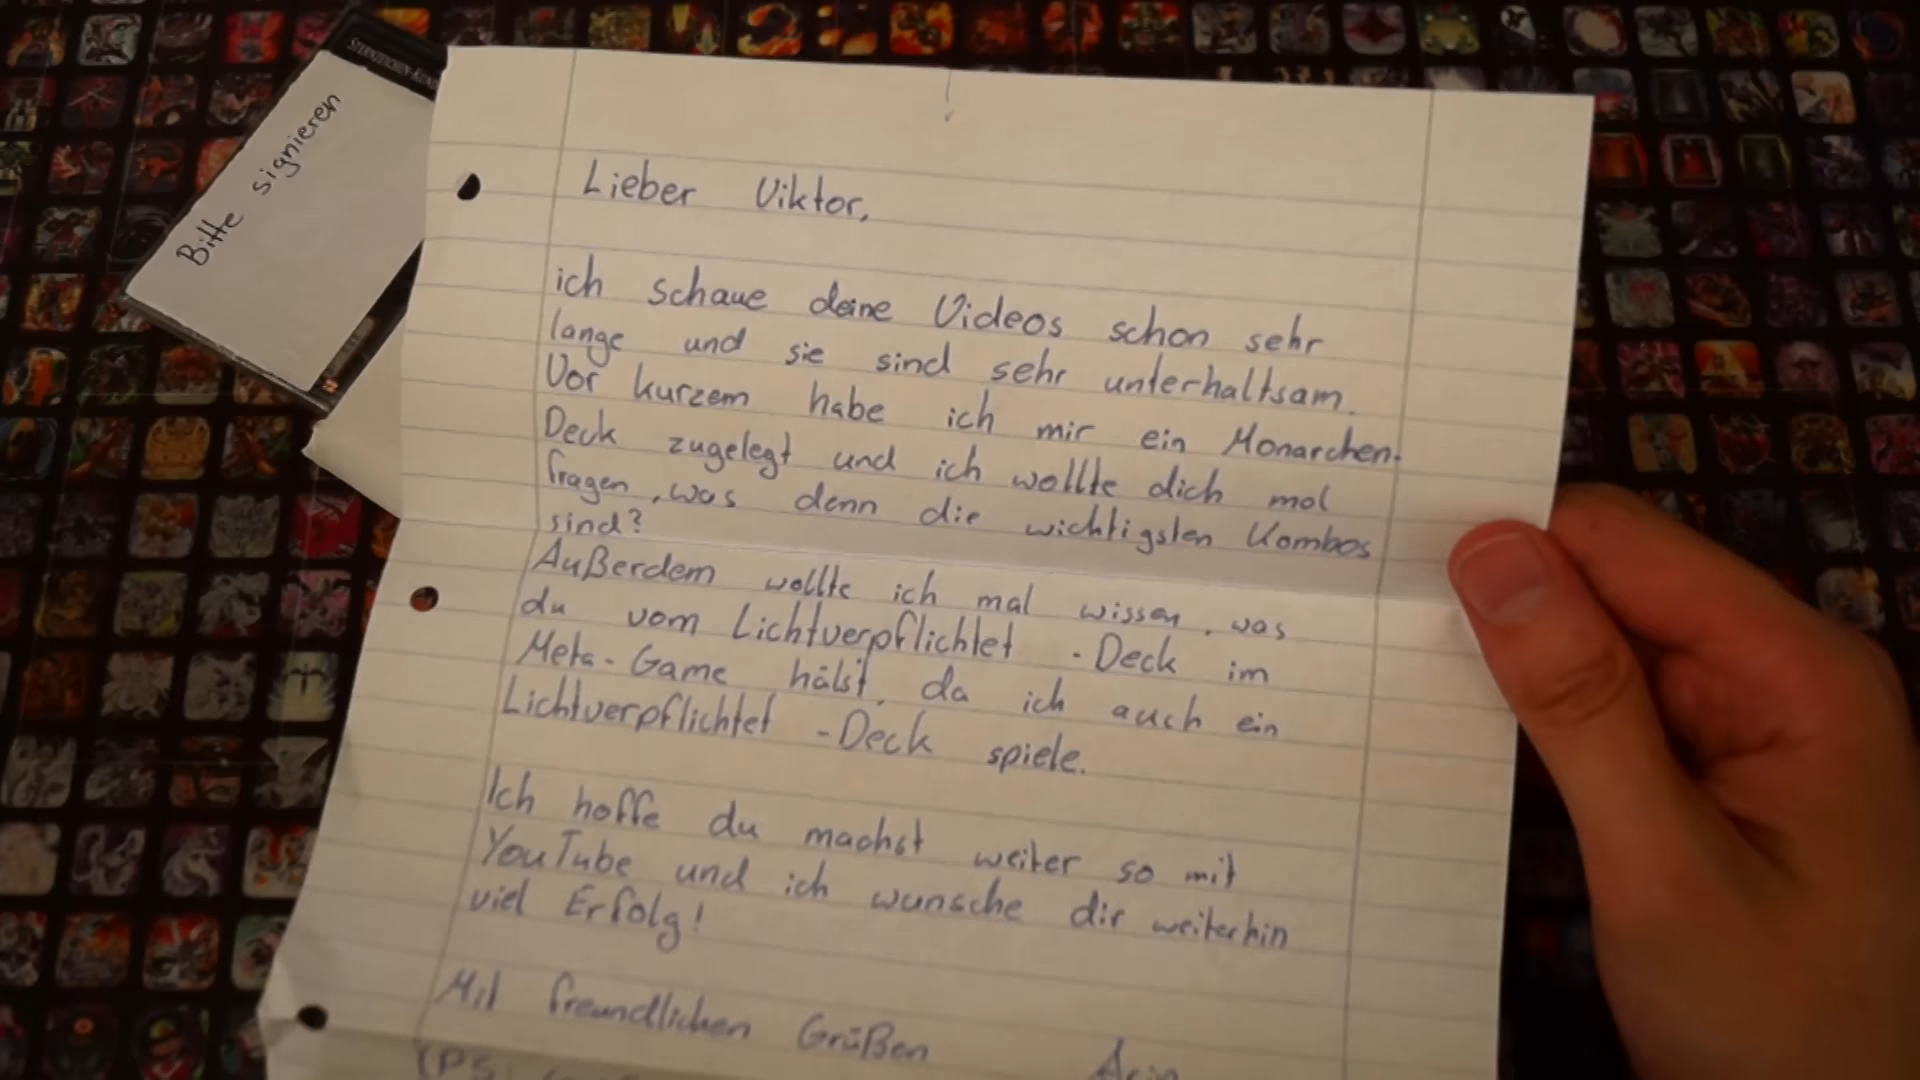 Bitte signieren
Lieber Viktor,
ich schaue deine Videos schon sehr
lange und sie sind sehr unterhaltsam.
Vor kurzem habe ich mir ein Monarchen-
Deck zugelegt und ich wollte dich mal
fragen, was denn die wichtigsten Kombos
sind?
Außerdem wollte ich mal wissen, was
du vom Lichtverpflichtet -Deck im
Meta-Game hälst, da ich auch ein
Lichtverpflichtet -Deck spiele.
Ich hoffe du machst weiter so mit
YouTube und ich wünsche dir weiterhin
viel Erfolg!
Mit freundlichen Grüßen
(PS: